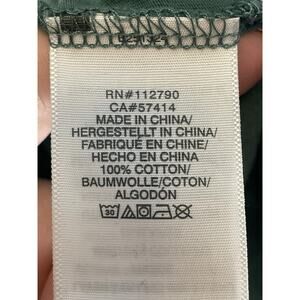 RN#112790
CA#57414
MADE IN CHINA/
HERGESTELLT IN CHINA/
FABRIQUÉ EN CHINE/
HECHO EN CHINA
100% COTTON/
BAUMWOLLE/COTON/
ALGODÓN
30